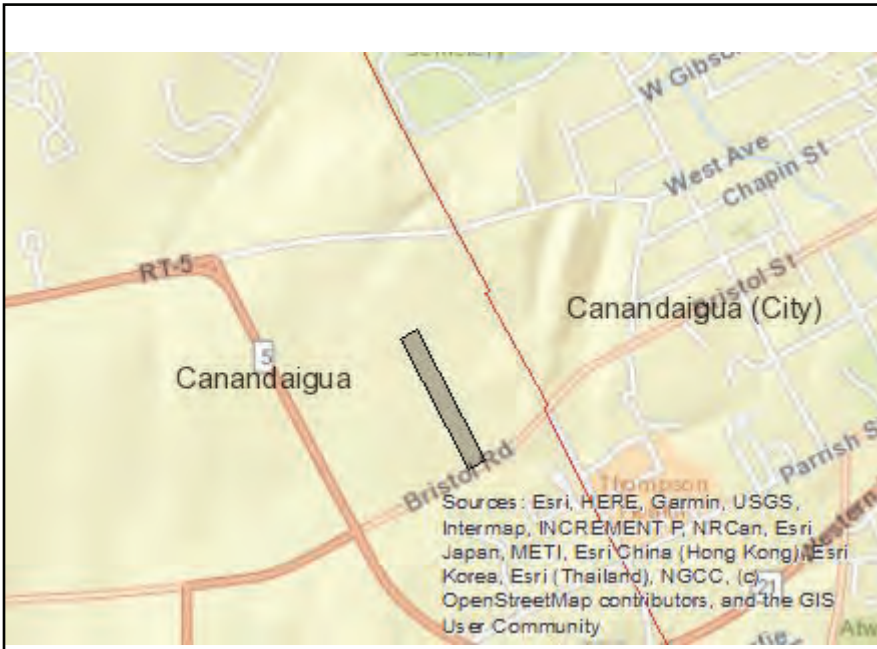 W Gibson
West Ave
Chapin St
RT-5
Bristol St
Canandaigua (City)
5
Canandaigua
Bristol Rd
Parrish S
Thompson
Western
21
Sources: Esri, HERE, Garmin, USGS,
Intermap, INCREMENT P, NRCan, Esri
Japan, METI, Esri China (Hong Kong), Esri
Korea, Esri (Thailand), NGCC, (c)
OpenStreetMap contributors, and the GIS
User Community
Atw